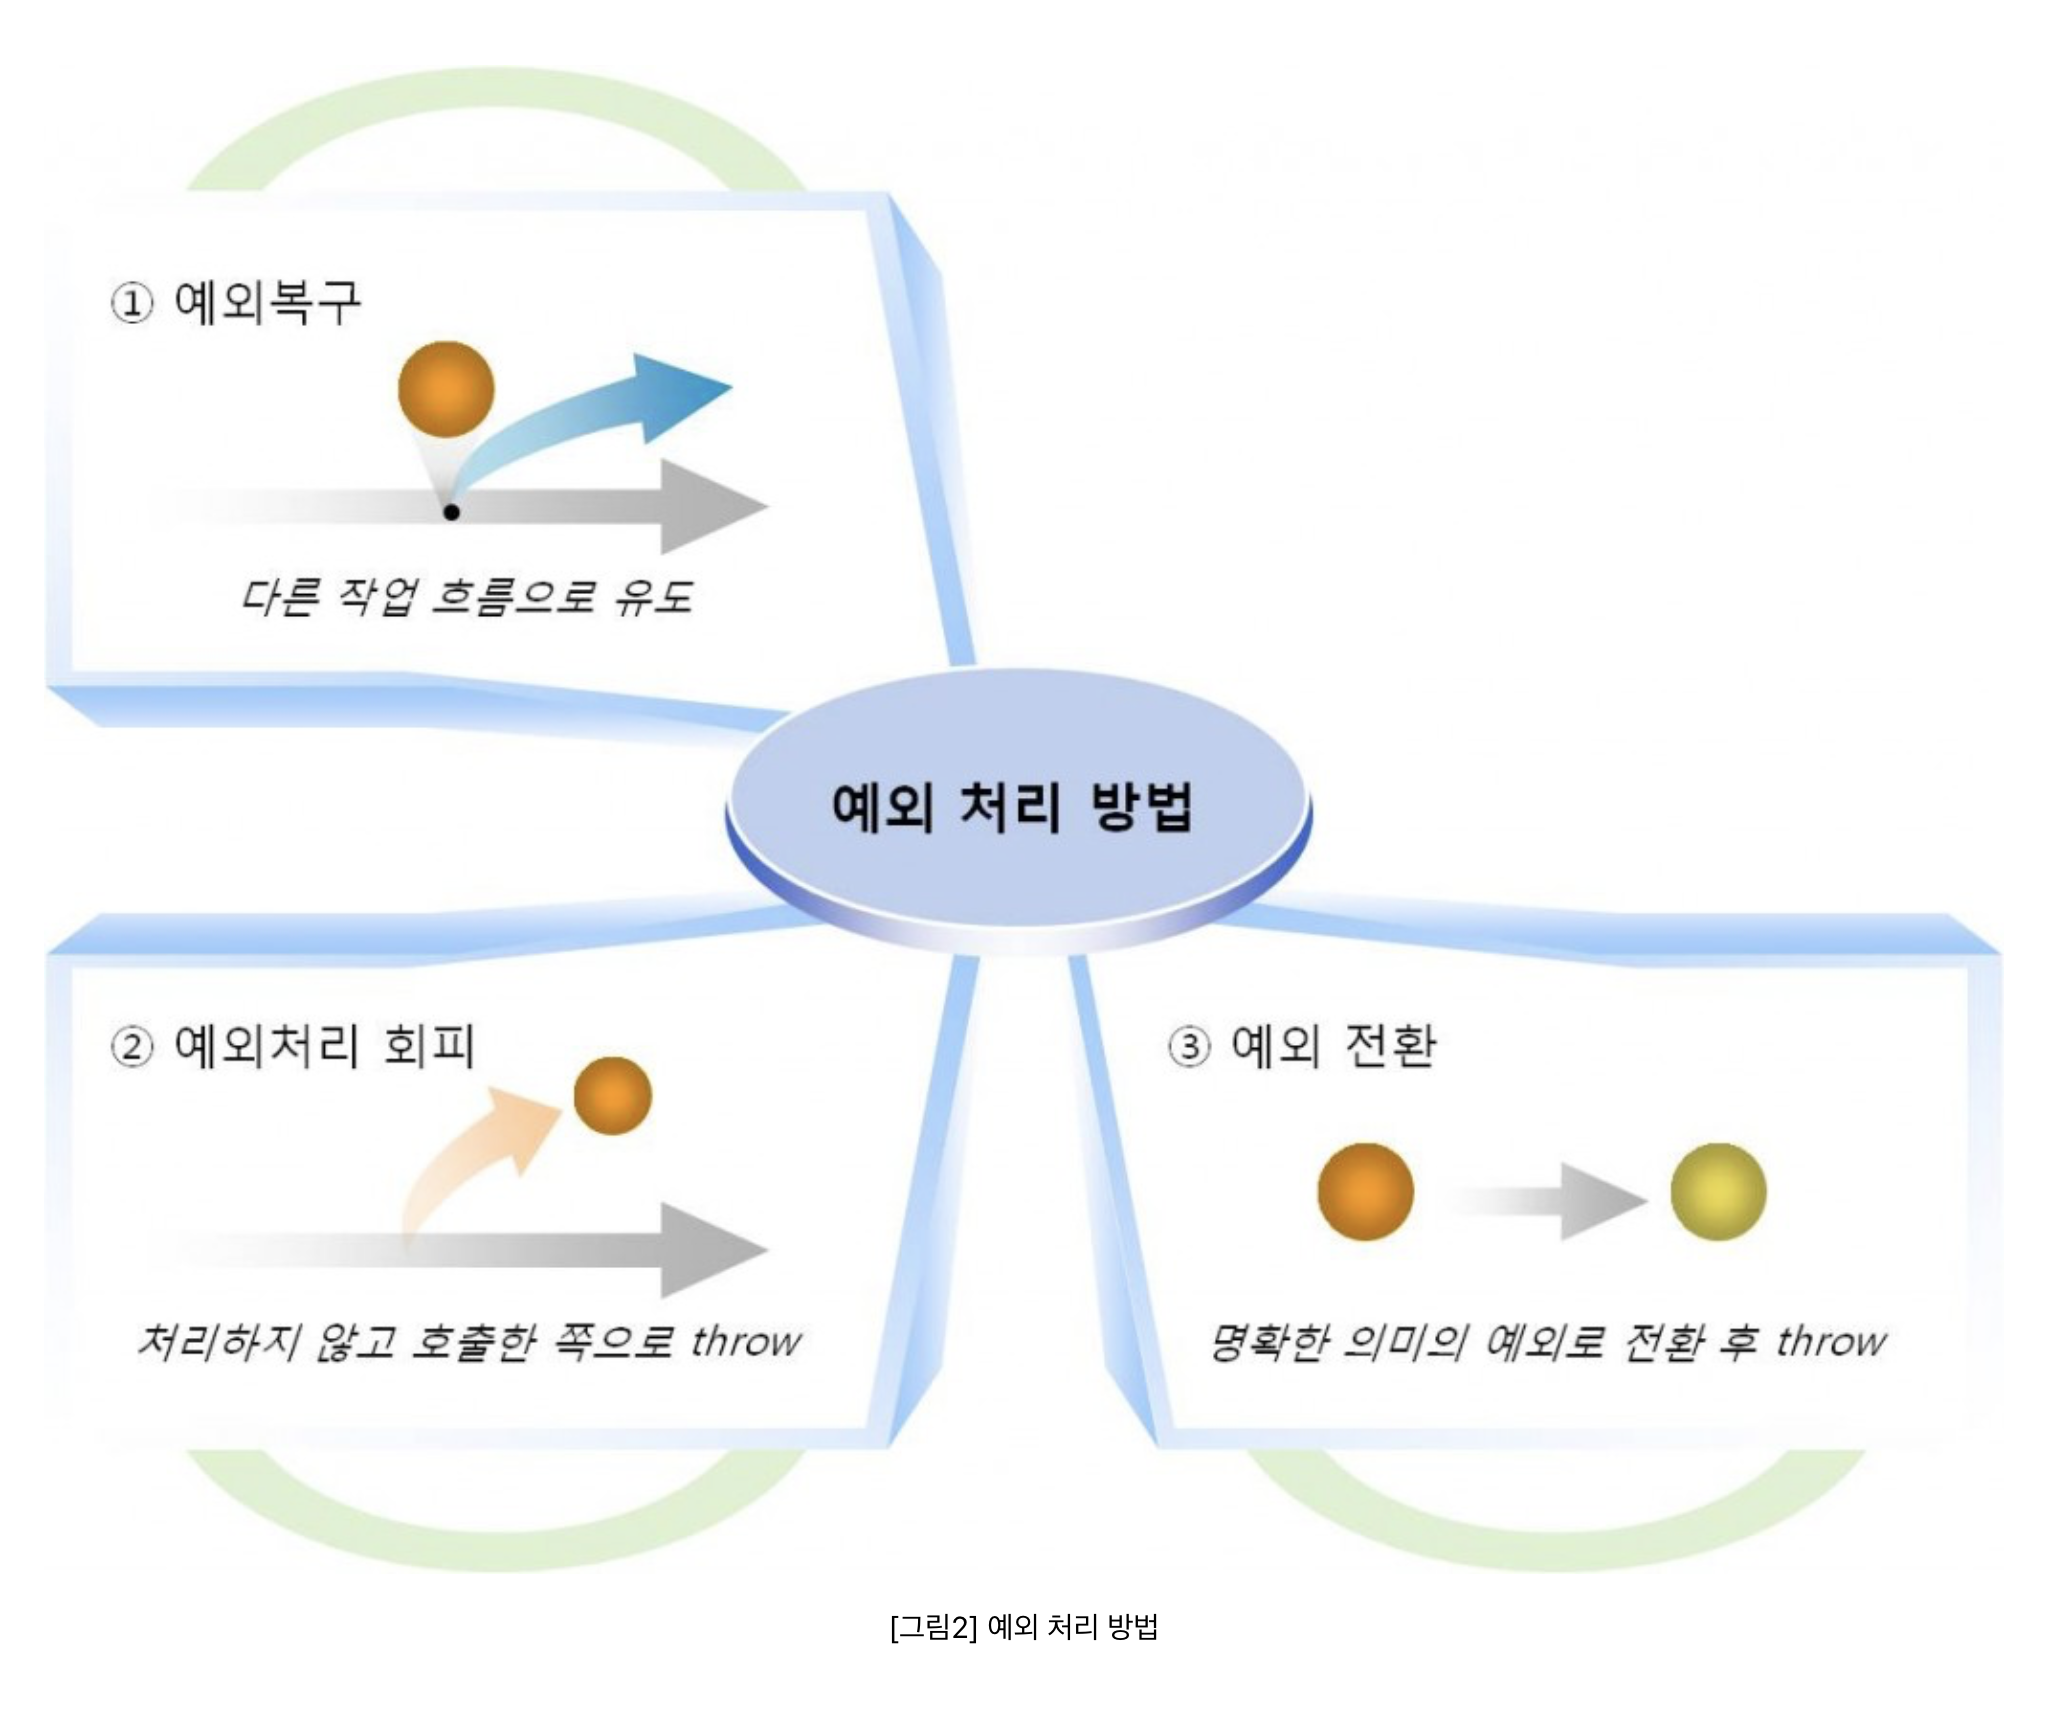 ① 예외복구
다른 작업 흐름으로 유도
예외 처리 방법
② 예외처리 회피
처리하지 않고 호출한 쪽으로 throw
③ 예외 전환
명확한 의미의 예외로 전환 후 throw
[그림2] 예외 처리 방법